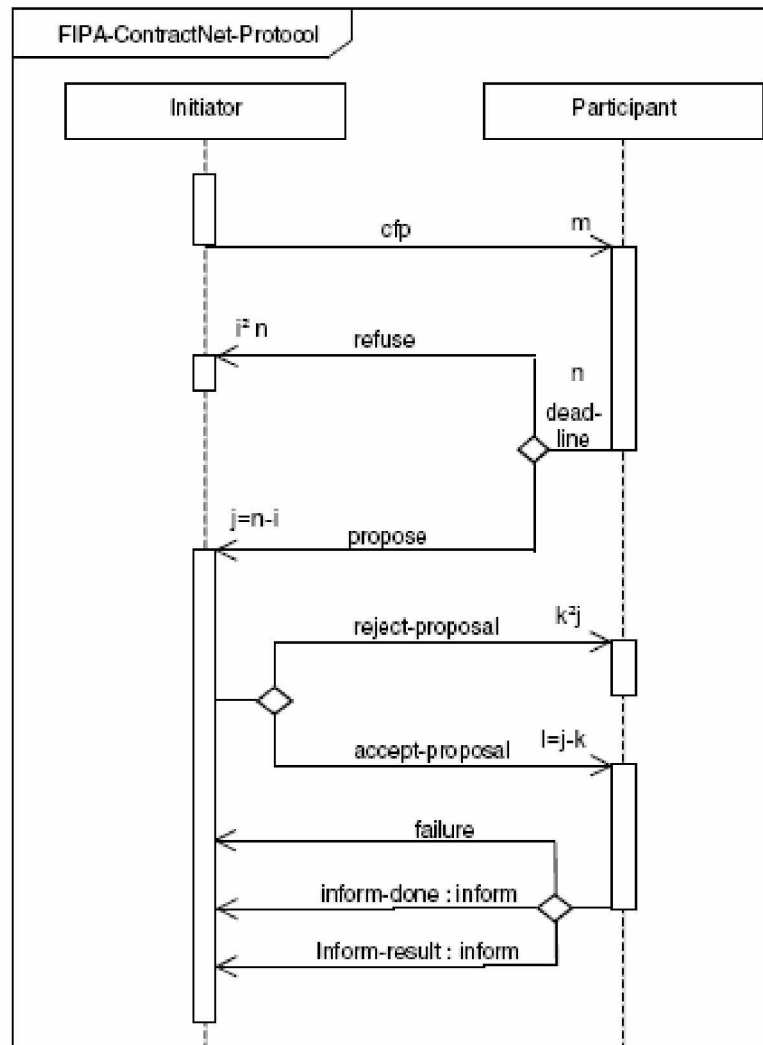 FIPA-ContractNet-Protocol
Initiator
Participant
cfp
m
i² n
refuse
n
dead-
line
j=n-i
propose
reject-proposal
k²j
accept-proposal
l=j-k
failure
inform-done : inform
Inform-result : inform